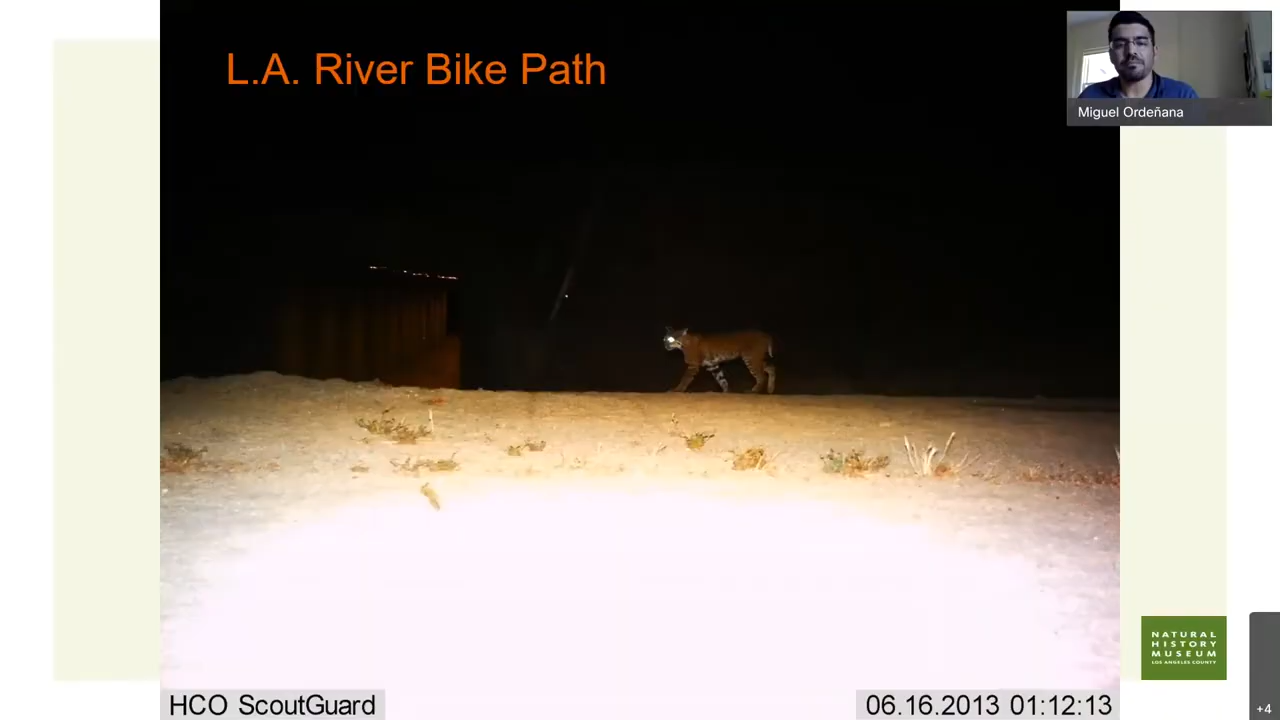 L.A. River Bike Path
Miguel Ordeñana
NATURAL
HISTORY
MUSEUM
LOS ANGELES COUNTY
HCO ScoutGuard
06.16.2013 01:12:13
+4